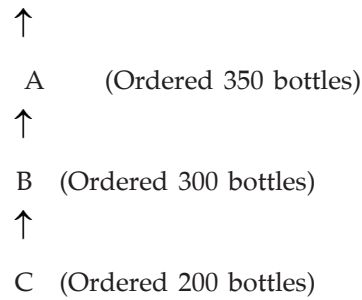 ↑
A (Ordered 350 bottles)
↑
B (Ordered 300 bottles)
↑
C (Ordered 200 bottles)